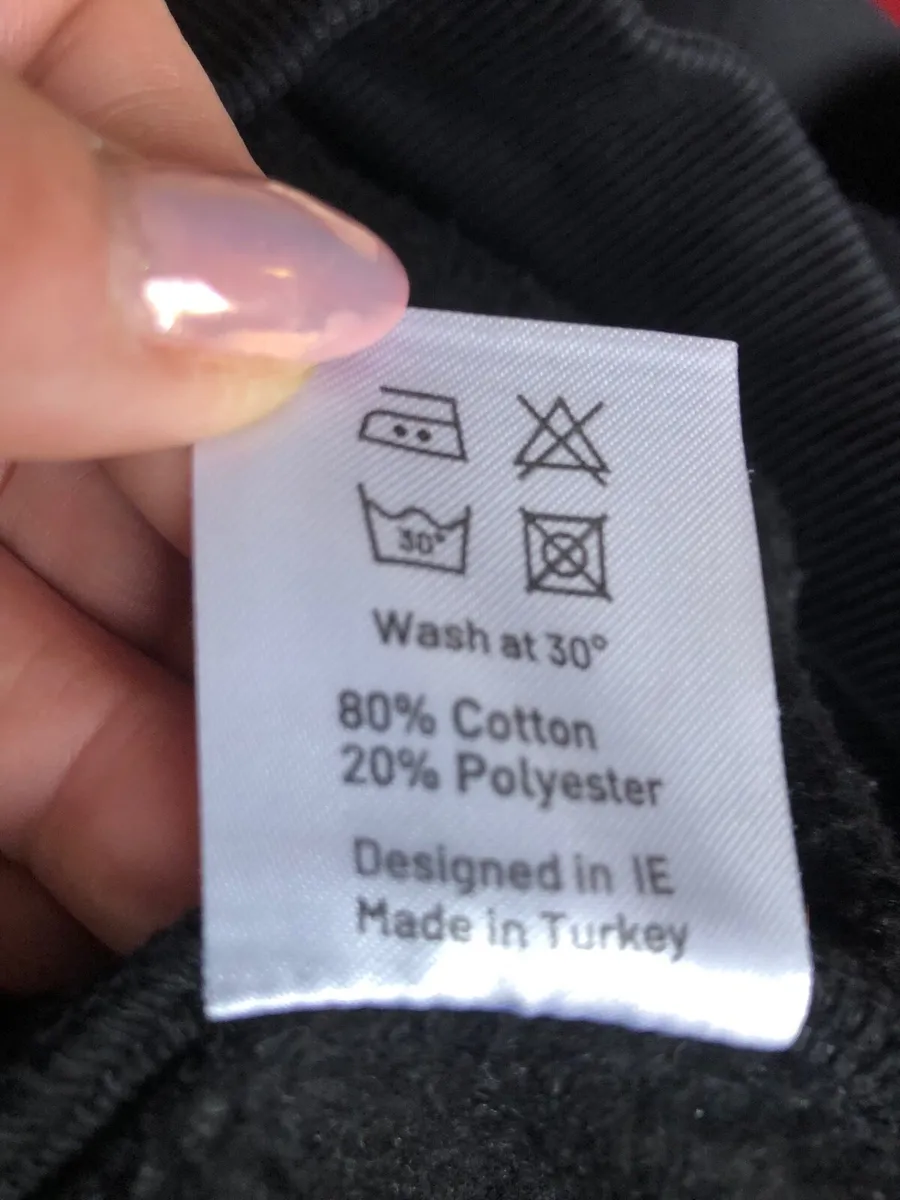 30°
Wash at 30°
80% Cotton
20% Polyester
Designed in IE
Made in Turkey